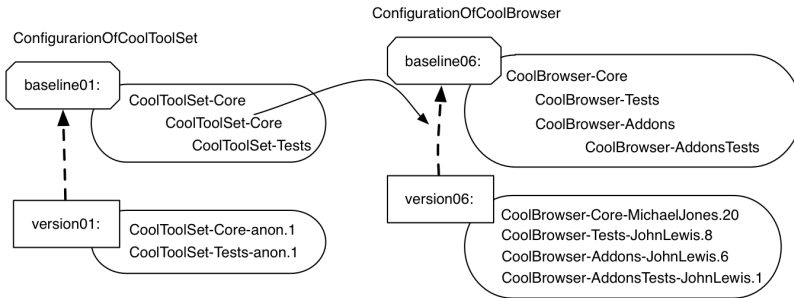 ConfigurarionOfCoolToolSet
baseline01:
CoolToolSet-Core
CoolToolSet-Core
CoolToolSet-Tests
version01:
CoolToolSet-Core-anon.1
CoolToolSet-Tests-anon.1
ConfigurationOfCoolBrowser
baseline06:
CoolBrowser-Core
CoolBrowser-Tests
CoolBrowser-Addons
CoolBrowser-AddonsTests
version06:
CoolBrowser-Core-MichaelJones.20
CoolBrowser-Tests-JohnLewis.8
CoolBrowser-Addons-JohnLewis.6
CoolBrowser-AddonsTests-JohnLewis.1